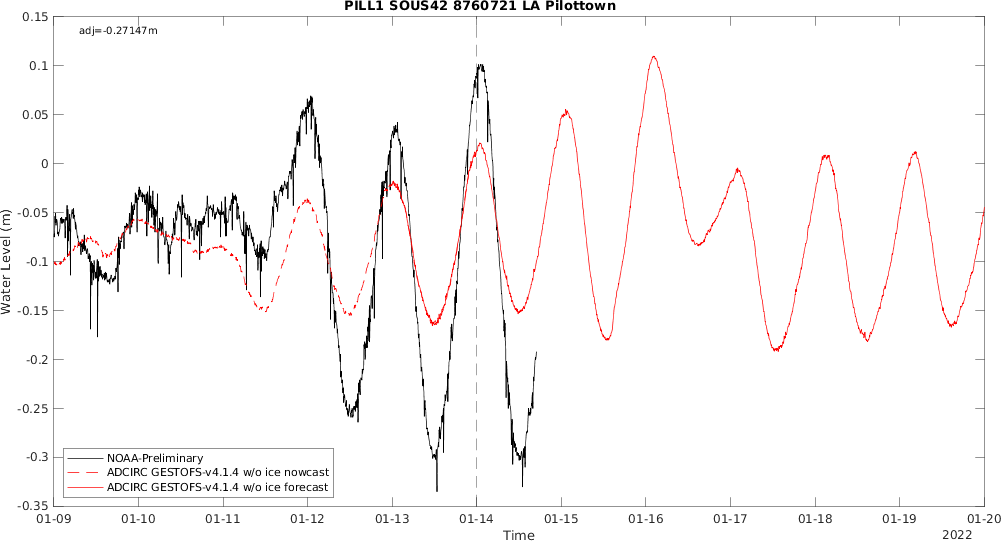 PILL1 SOUS42 8760721 LA Pilottown
adj=-0.27147m
0.15
0.1
0.05
0
-0.05
-0.1
-0.15
-0.2
-0.25
-0.3
-0.35
Water Level (m)
NOAA-Preliminary
ADCIRC GESTOFS-v4.1.4 w/o ice nowcast
ADCIRC GESTOFS-v4.1.4 w/o ice forecast
01-09 01-10 01-11 01-12 01-13 01-14 01-15 01-16 01-17 01-18 01-19 01-20
Time
2022